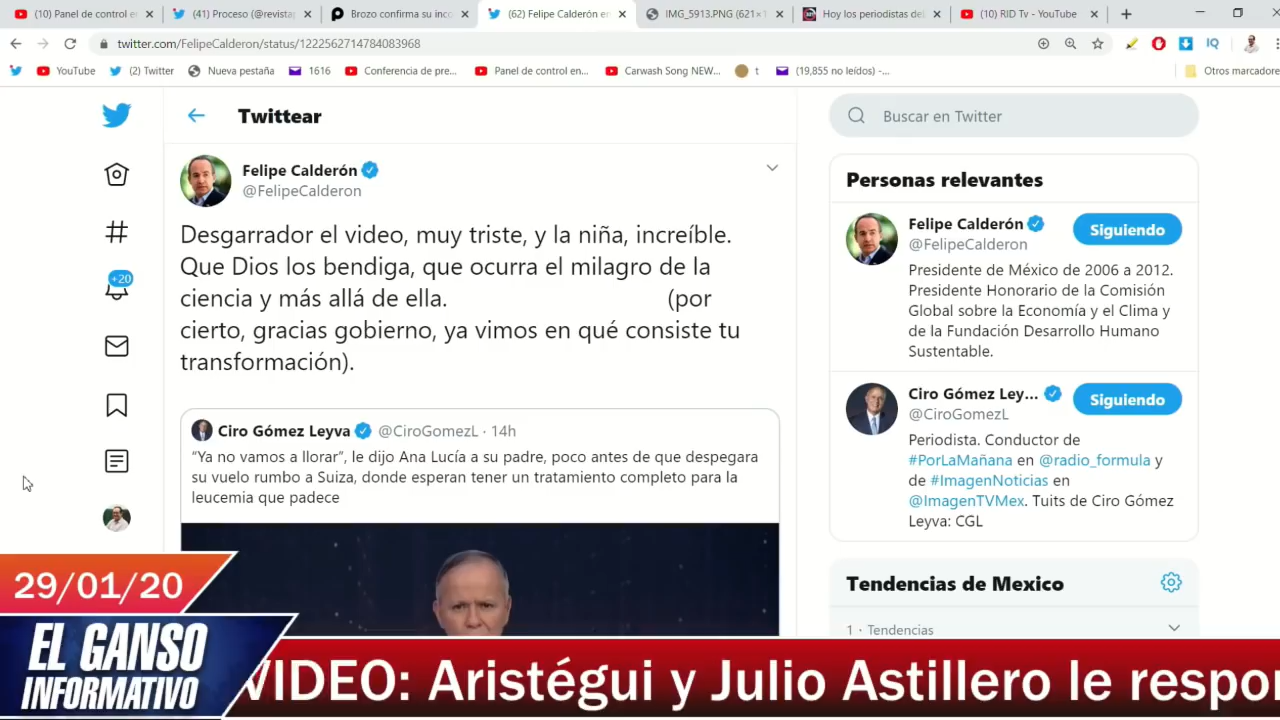 (10) Panel de control en
(41) Proceso (@revista
Brozo confirma su inc
(62) Felipe Calderón en
IMG_5913.PNG (621×1
Hoy los periodistas del
(10) RID Tv - YouTube
twitter.com/FelipeCalderon/status/1222562714784083968
YouTube
(2) Twitter
Nueva pestaña
1616
Conferencia de pre...
Panel de control en...
Carwash Song NEW...
t
(19,855 no leídos) -...
Otros marcadore
Twittear
Buscar en Twitter
Felipe Calderón
@FelipeCalderon
Desgarrador el video, muy triste, y la niña, increíble.
Que Dios los bendiga, que ocurra el milagro de la
ciencia y más allá de ella. (por
cierto, gracias gobierno, ya vimos en qué consiste tu
transformación).
+20
Ciro Gómez Leyva @CiroGomezL · 14h
“Ya no vamos a llorar”, le dijo Ana Lucía a su padre, poco antes de que despegara
su vuelo rumbo a Suiza, donde esperan tener un tratamiento completo para la
leucemia que padece
Personas relevantes
Felipe Calderón
@FelipeCalderon
Siguiendo
Presidente de México de 2006 a 2012.
Presidente Honorario de la Comisión
Global sobre la Economía y el Clima y
de la Fundación Desarrollo Humano
Sustentable.
Ciro Gómez Ley...
@CiroGomezL
Siguiendo
Periodista. Conductor de
#PorLaMañana en @radio_formula y
de #ImagenNoticias en
@ImagenTVMex. Tuits de Ciro Gómez
Leyva: CGL
Tendencias de Mexico
1 · Tendencias
29/01/20
EL GANSO
INFORMATIVO
VIDEO: Aristégui y Julio Astillero le respo